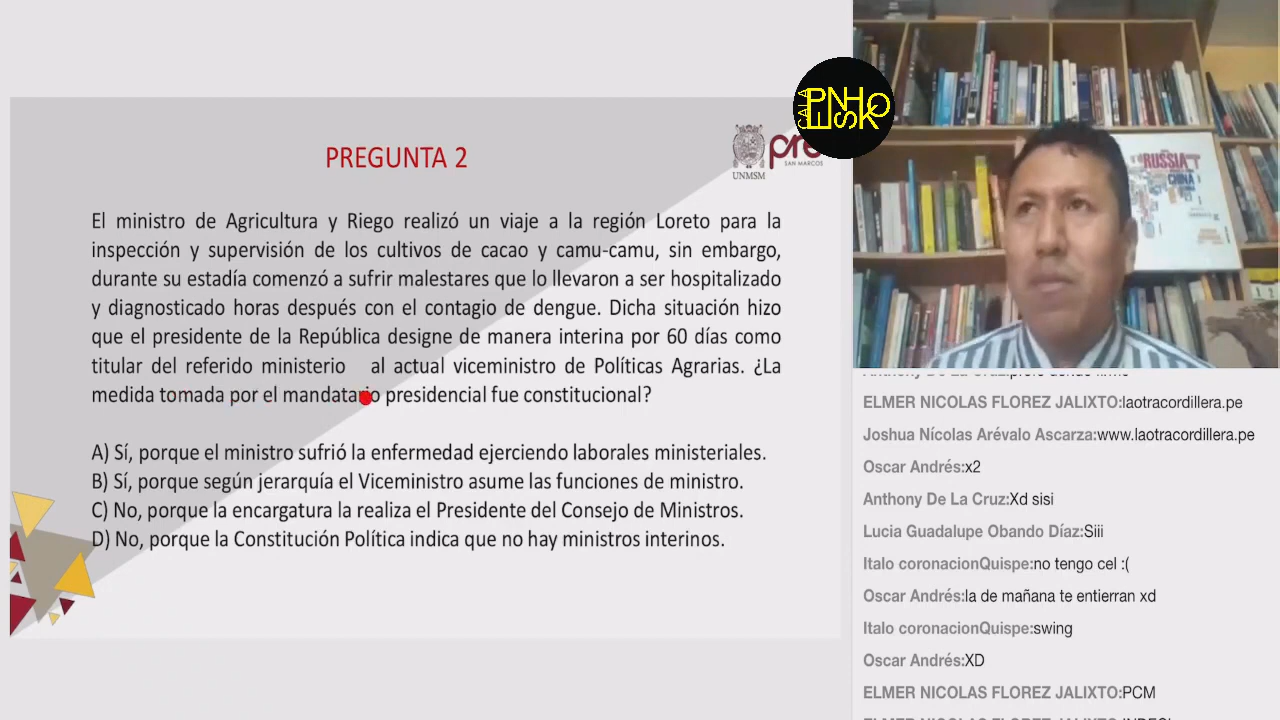 PREGUNTA 2
pre
SAN MARCOS
UNMSM
CALA
PNHO
ESK
RUSSIA
CHINA
El ministro de Agricultura y Riego realizó un viaje a la región Loreto para la
inspección y supervisión de los cultivos de cacao y camu-camu, sin embargo,
durante su estadía comenzó a sufrir malestares que lo llevaron a ser hospitalizado
y diagnosticado horas después con el contagio de dengue. Dicha situación hizo
que el presidente de la República designe de manera interina por 60 días como
titular del referido ministerio al actual viceministro de Políticas Agrarias. ¿La
medida tomada por el mandatario presidencial fue constitucional?
A) Sí, porque el ministro sufrió la enfermedad ejerciendo laborales ministeriales.
B) Sí, porque según jerarquía el Viceministro asume las funciones de ministro.
C) No, porque la encargatura la realiza el Presidente del Consejo de Ministros.
D) No, porque la Constitución Política indica que no hay ministros interinos.
ELMER NICOLAS FLOREZ JALIXTO:laotracordillera.pe
Joshua Nícolas Arévalo Ascarza:www.laotracordillera.pe
Oscar Andrés:x2
Anthony De La Cruz:Xd sisi
Lucia Guadalupe Obando Díaz:Siii
Italo coronacionQuispe:no tengo cel :(
Oscar Andrés:la de mañana te entierran xd
Italo coronacionQuispe:swing
Oscar Andrés:XD
ELMER NICOLAS FLOREZ JALIXTO:PCM